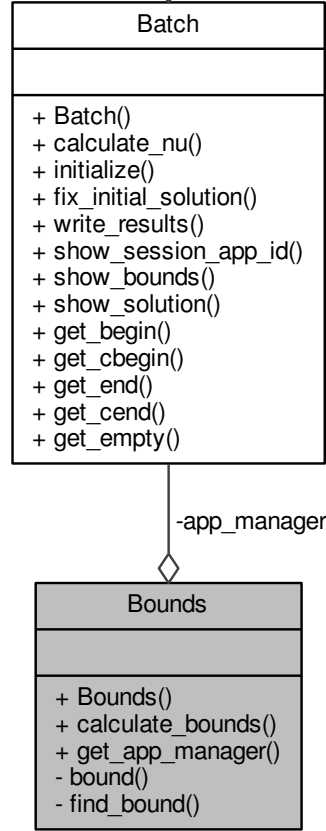 Batch
+ Batch()
+ calculate_nu()
+ initialize()
+ fix_initial_solution()
+ write_results()
+ show_session_app_id()
+ show_bounds()
+ show_solution()
+ get_begin()
+ get_cbegin()
+ get_end()
+ get_cend()
+ get_empty()
-app_manager
Bounds
+ Bounds()
+ calculate_bounds()
+ get_app_manager()
- bound()
- find_bound()